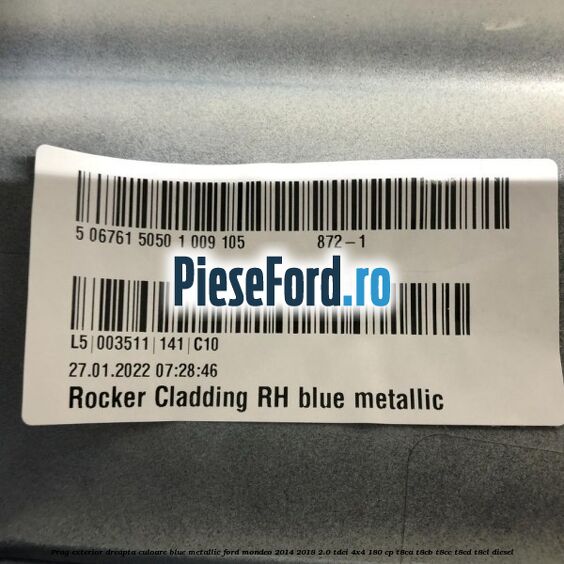 5 06761 5050 1 009 105 872-1
PieseFord.ro
L5|003511|141|C10
27.01.2022 07:28:46
Rocker Cladding RH blue metallic
Prag exterior dreapta culoare blue metallic ford mondeo 2014 2018 2.0 tdci 4x4 180 cp t8ca t8cb t8cc t8cd t8cl diesel